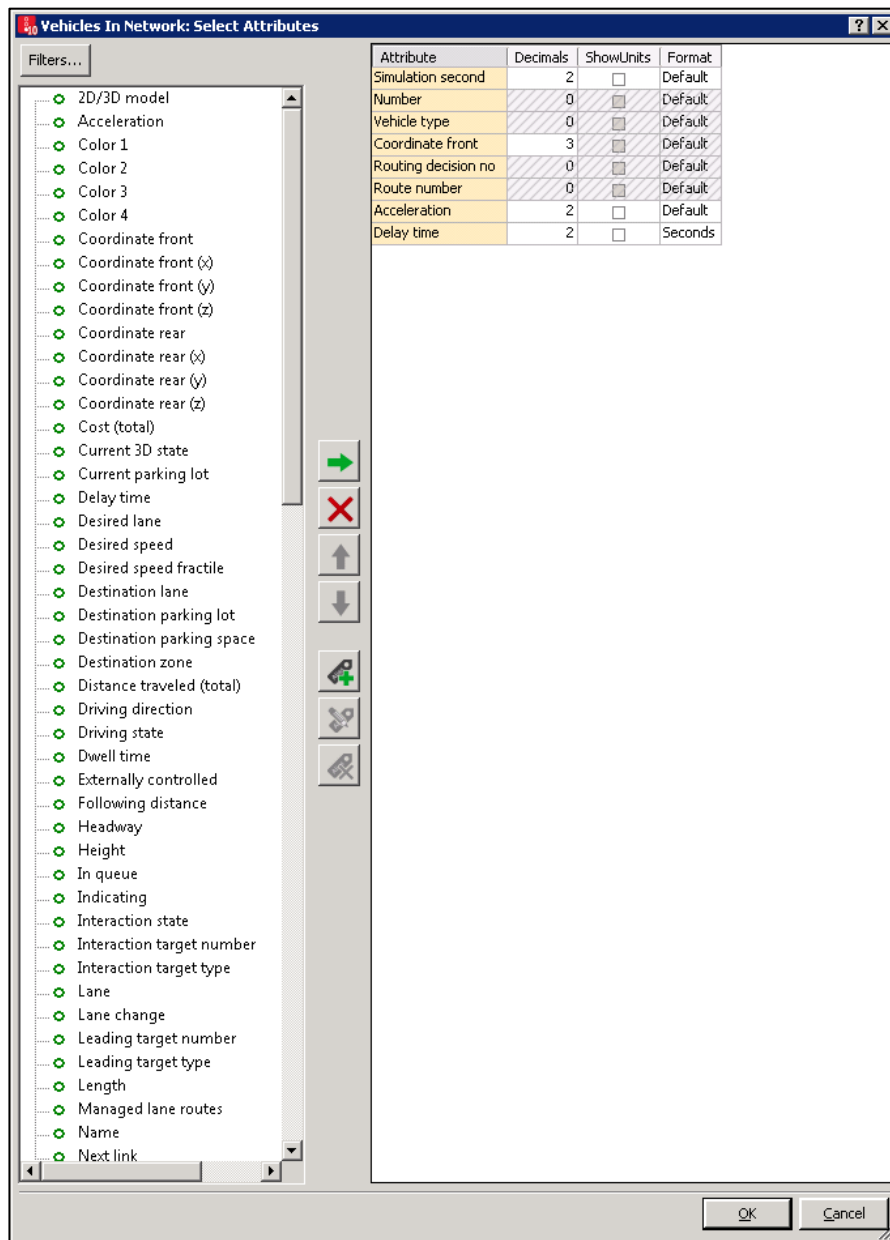 10 Vehicles In Network: Select Attributes ? X
Filters...
2D/3D model
Acceleration
Color 1
Color 2
Color 3
Color 4
Coordinate front
Coordinate front (x)
Coordinate front (y)
Coordinate front (z)
Coordinate rear
Coordinate rear (x)
Coordinate rear (y)
Coordinate rear (z)
Cost (total)
Current 3D state
Current parking lot
Delay time
Desired lane
Desired speed
Desired speed fractile
Destination lane
Destination parking lot
Destination parking space
Destination zone
Distance traveled (total)
Driving direction
Driving state
Dwell time
Externally controlled
Following distance
Headway
Height
In queue
Indicating
Interaction state
Interaction target number
Interaction target type
Lane
Lane change
Leading target number
Leading target type
Length
Managed lane routes
Name
Next link
Attribute Decimals ShowUnits Format
Simulation second 2 Default
Number 0 Default
Vehicle type 0 Default
Coordinate front 3 Default
Routing decision no 0 Default
Route number 0 Default
Acceleration 2 Default
Delay time 2 Seconds
OK Cancel